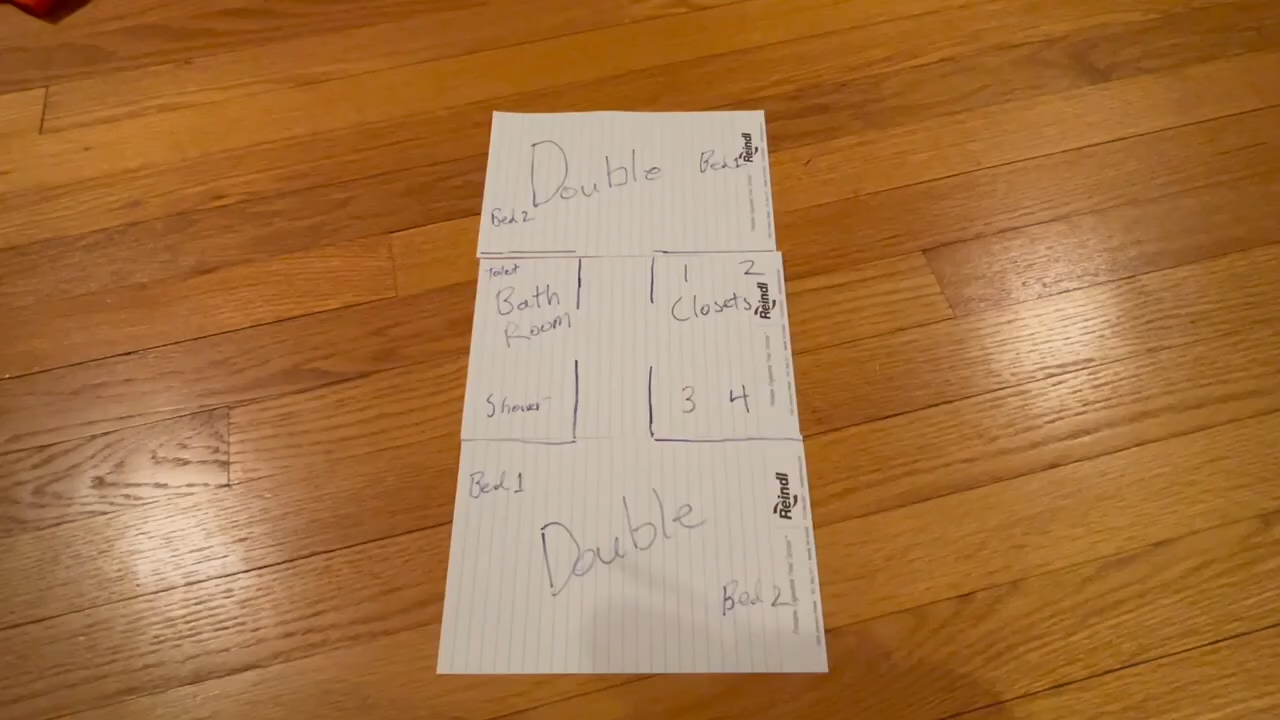 Double
Bed 1
Bed 2
Reindl
Toilet
Bath
Room
Shower
1 2
Closets
3 4
Reindl
Bed 1
Double
Bed 2
Reindl